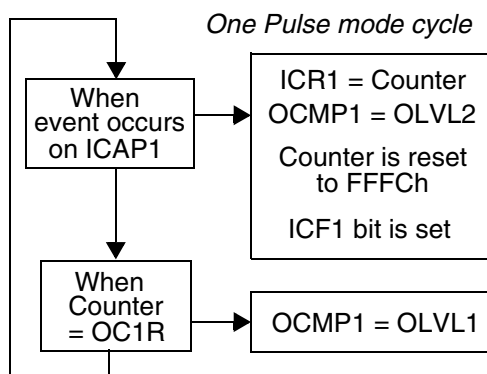 One Pulse mode cycle
When
event occurs
on ICAP1
ICR1 = Counter
OCMP1 = OLVL2
Counter is reset
to FFFCh
ICF1 bit is set
When
Counter
= OC1R
OCMP1 = OLVL1